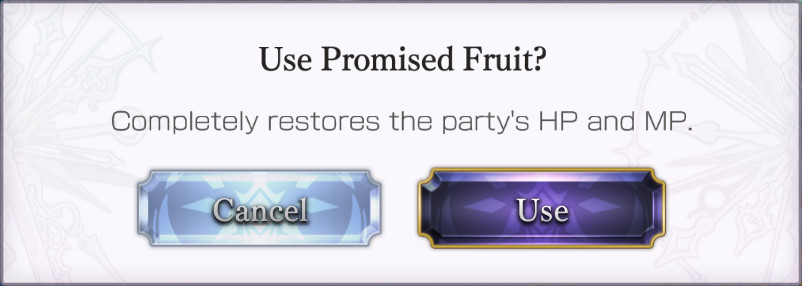 Use Promised Fruit?
Completely restores the party's HP and MP.
Cancel
Use